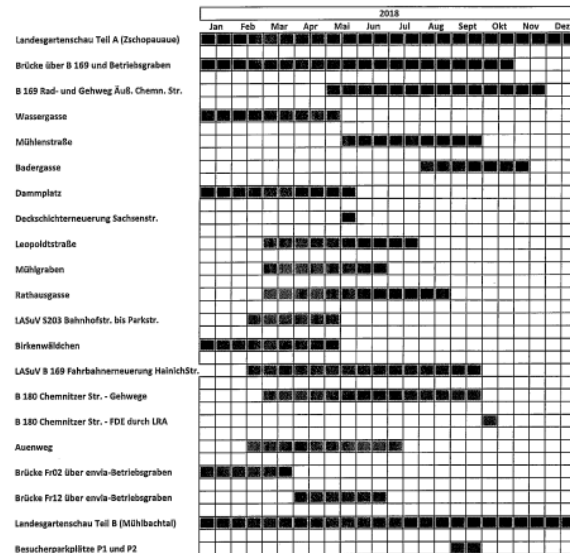 2018
Jan Feb Mar Apr Mai Jun Jul Aug Sept Okt Nov Dez
Landesgartenschau Teil A (Zschopauaue)
Brücke über B 169 und Betriebsgraben
B 169 Rad- und Gehweg Äuß. Chemn. Str.
Wassergasse
Mühlenstraße
Badergasse
Dammplatz
Deckschichterneuerung Sachsenstr.
Leopoldtstraße
Mühlgraben
Rathausgasse
LASuV S203 Bahnhofstr. bis Parkstr.
Birkenwäldchen
LASuV B 169 Fahrbahnerneuerung HainichStr.
B 180 Chemnitzer Str. - Gehwege
B 180 Chemnitzer Str. - FDE durch LRA
Auenweg
Brücke Fr02 über envia-Betriebsgraben
Brücke Fr12 über envia-Betriebsgraben
Landesgartenschau Teil B (Mühlbachtal)
Besucherparkplätze P1 und P2